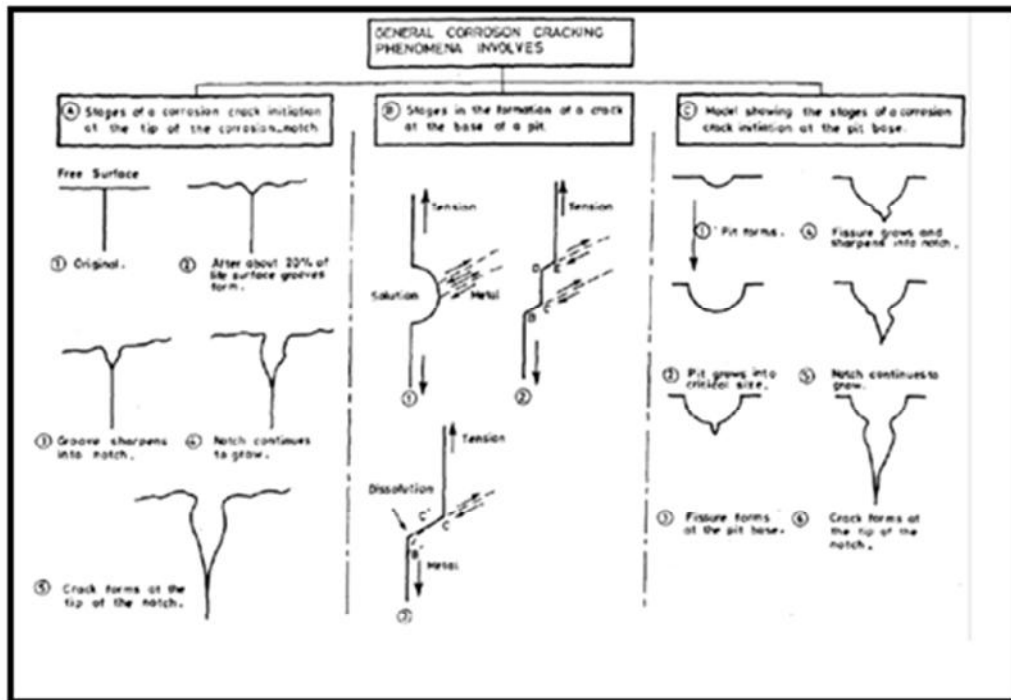 GENERAL CORROSON CRACKING
PHENOMENA INVOLVES
A Stages of a corrosion crack initiation
at the tip of the corrosion notch
B Stages in the formation of a crack
at the base of a pit.
C Model showing the stages of a corrosion
crack initiation at the pit base.
Free Surface
1 Original.
2 After about 20% of
life surface grooves
form.
3 Groove sharpens
into notch.
4 Notch continues
to grow.
5 Crack forms at the
tip of the notch.
Tension
Solution
Metal
1
Tension
D
E
B
C
2
Tension
Dissolution
C'
C
B'
Metal
3
1 Pit forms.
4 Fissure grows and
sharpens into notch.
2 Pit grows into
critical size.
5 Notch continues to
grow.
3 Fissure forms
at the pit base.
6 Crack forms at
the tip of the
notch.